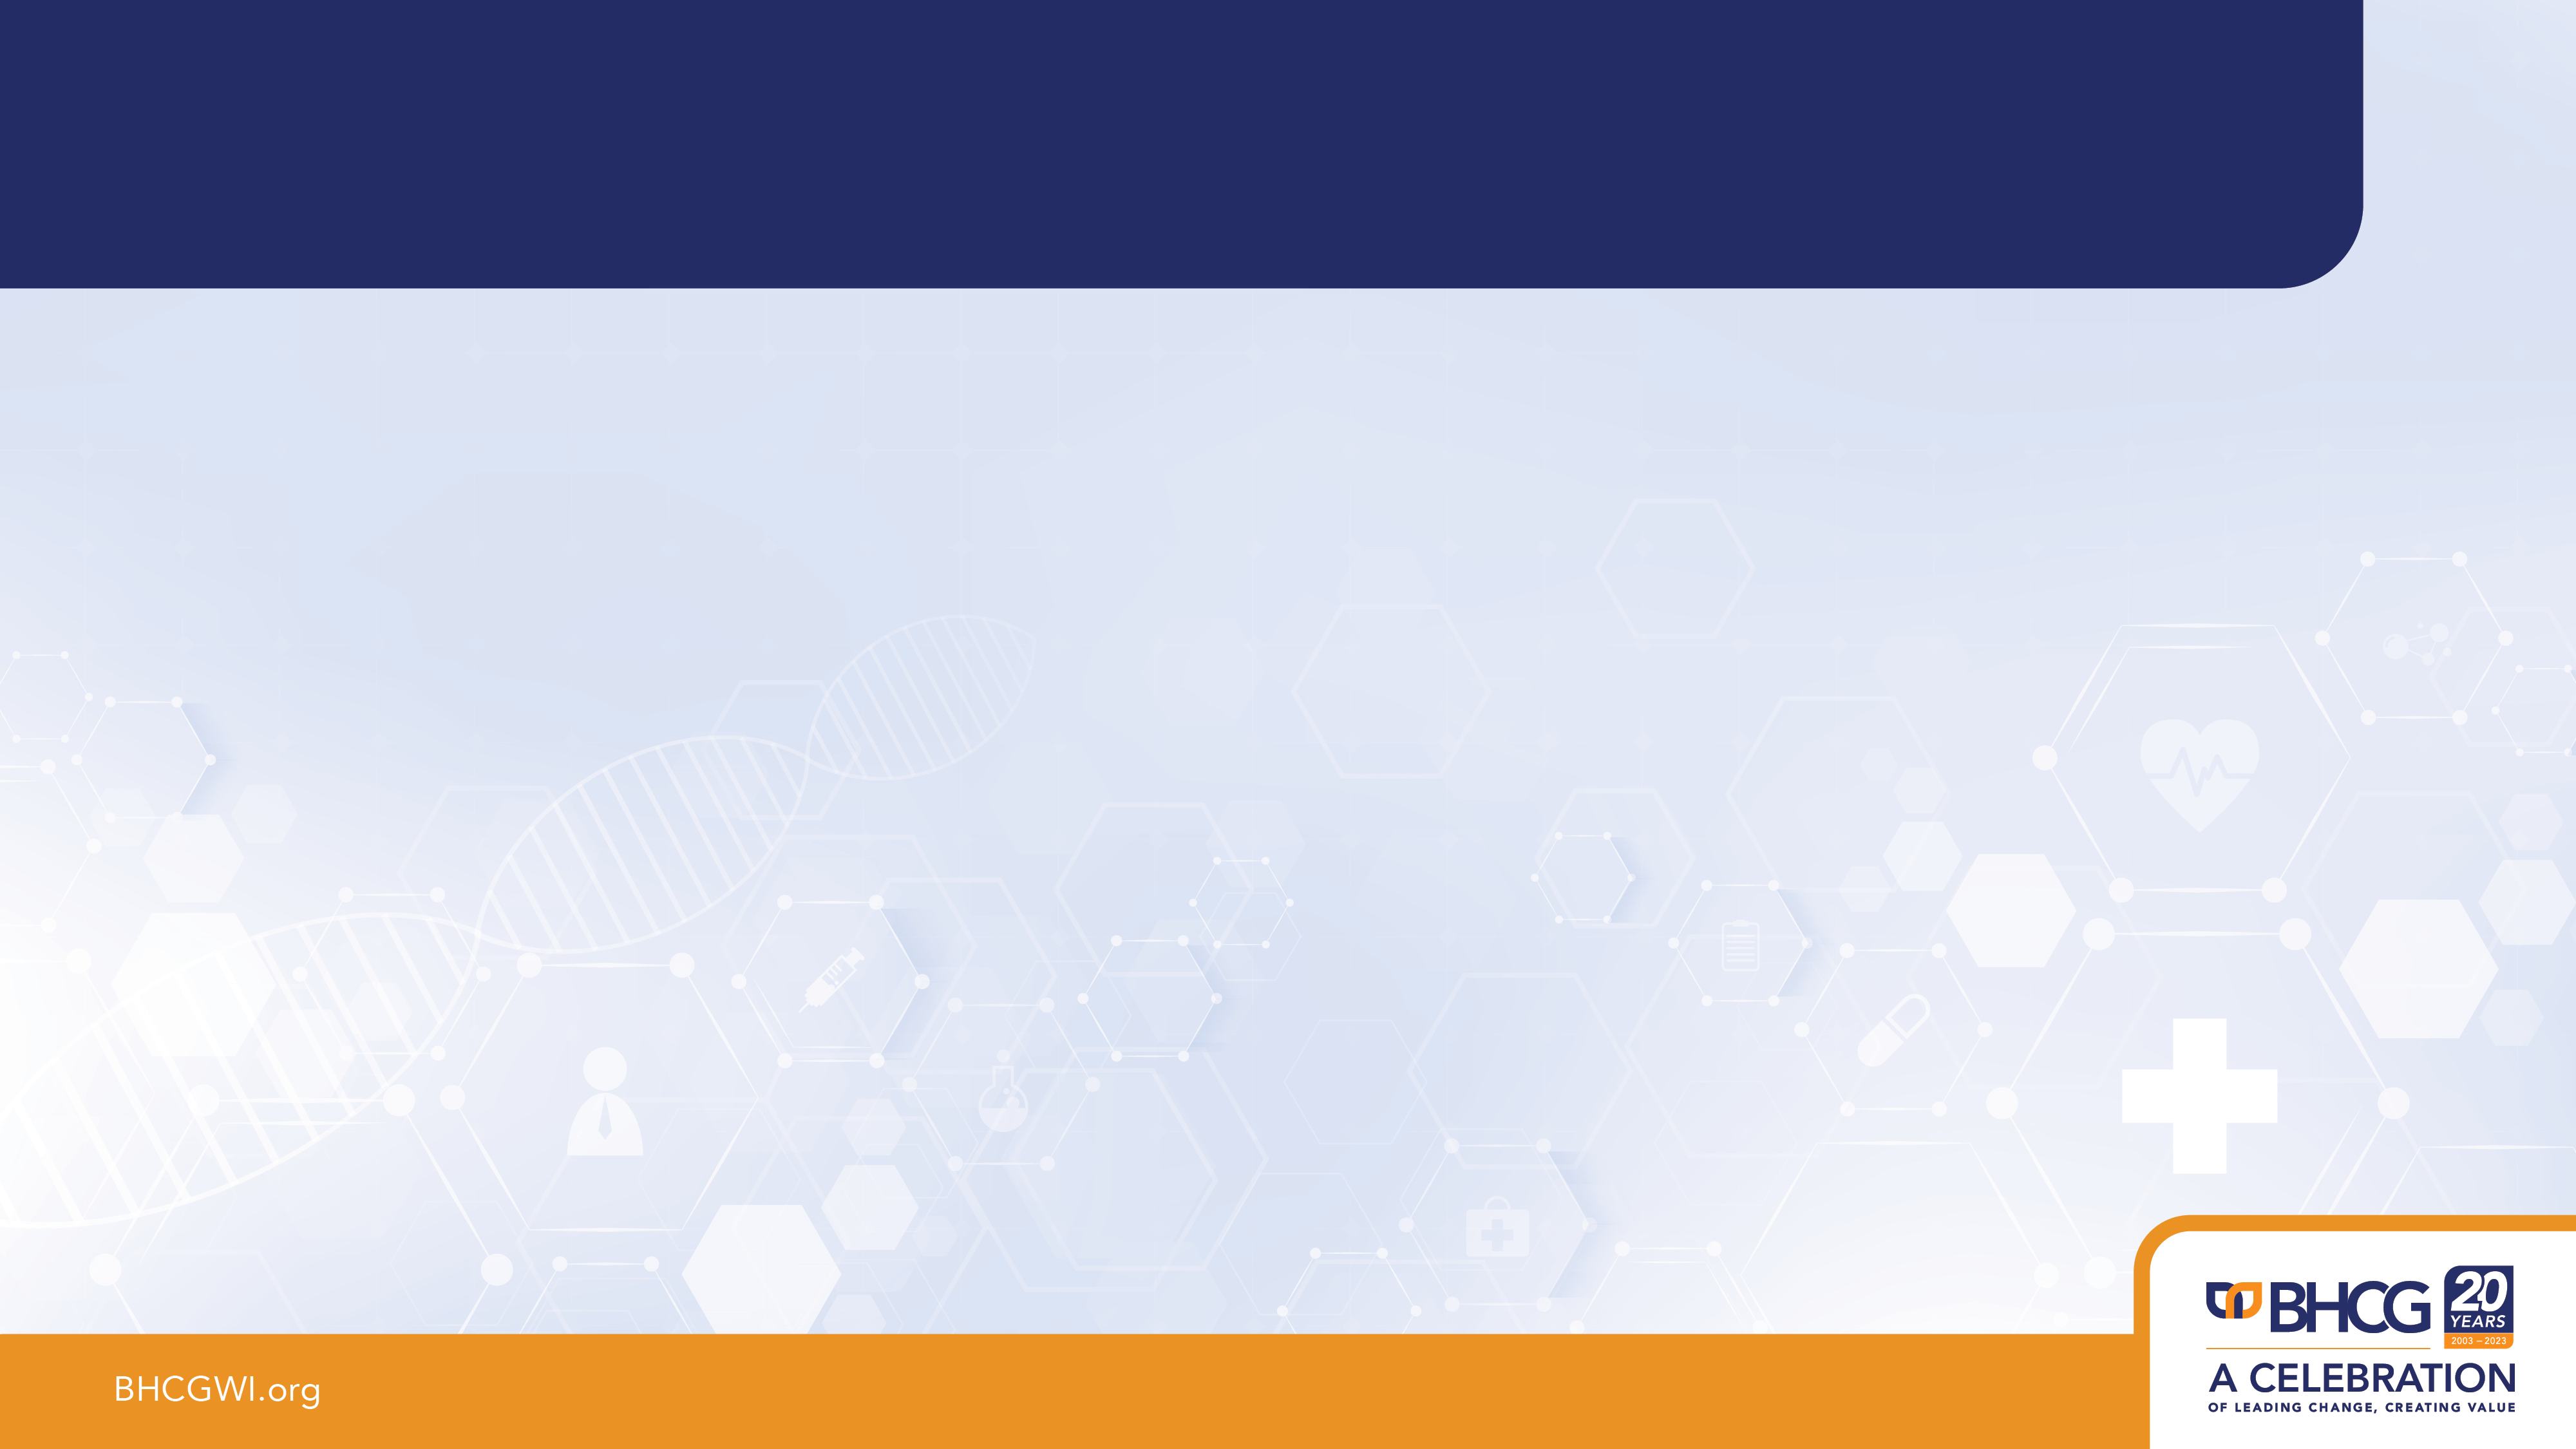 BHCG
20
YEARS
2003 – 2023
A CELEBRATION
OF LEADING CHANGE, CREATING VALUE
BHCGWI.org